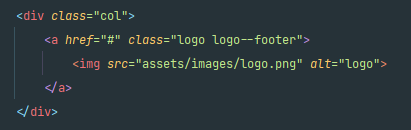 <div class="col">
<a href="#" class="logo logo--footer">
<img src="assets/images/logo.png" alt="logo">
</a>
</div>